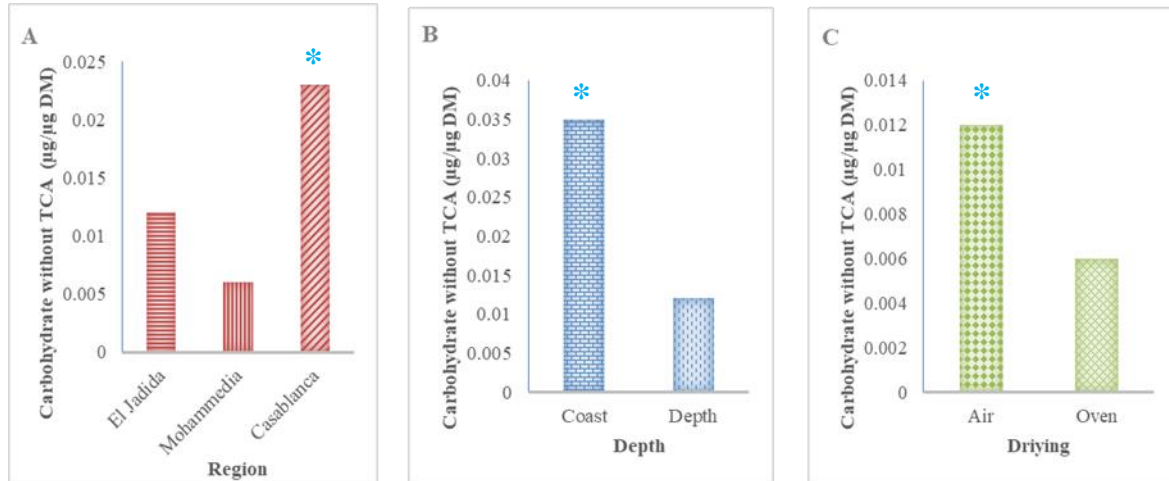 A
Carbohydrate without TCA (µg/µg DM)
0.025
0.02
0.015
0.01
0.005
0
*
El Jadida
Mohammedia
Casablanca
Region
B
Carbohydrate without TCA (µg/µg DM)
0.04
0.035
0.03
0.025
0.02
0.015
0.01
0.005
0
*
Coast
Depth
Depth
C
Carbohydrate without TCA (µg/µg DM)
0.014
0.012
0.01
0.008
0.006
0.004
0.002
0
*
Air
Oven
Driying